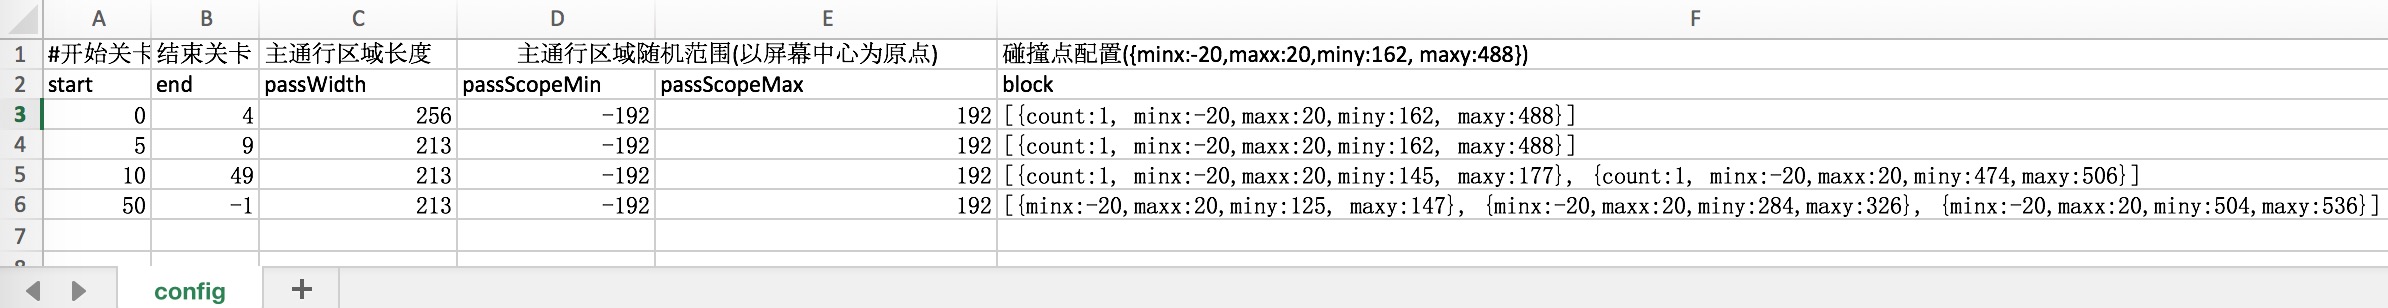 A B C D E F
1 #开始关卡 结束关卡 主通行区域长度 主通行区域随机范围(以屏幕中心为原点) 碰撞点配置({minx:-20,maxx:20,miny:162, maxy:488})
2 start end passWidth passScopeMin passScopeMax block
3 0 4 256 -192 192 [{count:1, minx:-20,maxx:20,miny:162, maxy:488}]
4 5 9 213 -192 192 [{count:1, minx:-20,maxx:20,miny:162, maxy:488}]
5 10 49 213 -192 192 [{count:1, minx:-20,maxx:20,miny:145, maxy:177}, {count:1, minx:-20,maxx:20,miny:474,maxy:506}]
6 50 -1 213 -192 192 [{minx:-20,maxx:20,miny:125, maxy:147}, {minx:-20,maxx:20,miny:284,maxy:326}, {minx:-20,maxx:20,miny:504,maxy:536}]
7
config +